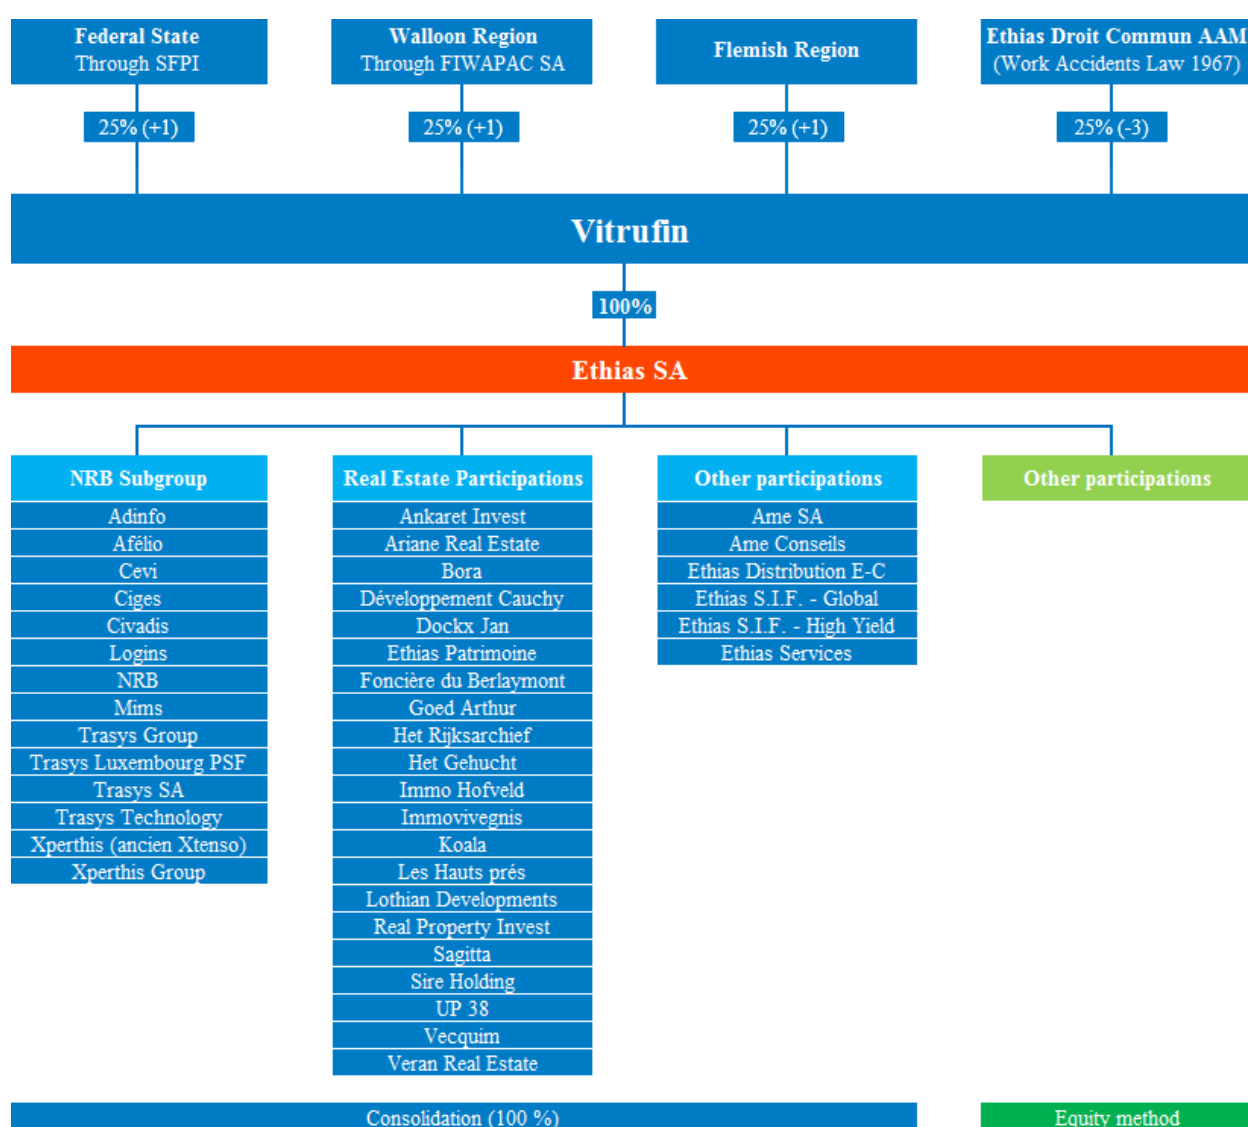 Federal State
Through SFPI
Walloon Region
Through FIWAPAC SA
Flemish Region
Ethias Droit Commun AAM
(Work Accidents Law 1967)
25% (+1)
25% (+1)
25% (+1)
25% (-3)
Vitrufin
100%
Ethias SA
NRB Subgroup
Adinfo
Afélio
Cevi
Ciges
Civadis
Logins
NRB
Mims
Trasys Group
Trasys Luxembourg PSF
Trasys SA
Trasys Technology
Xperthis (ancien Xtenso)
Xperthis Group
Real Estate Participations
Ankaret Invest
Ariane Real Estate
Bora
Développement Cauchy
Dockx Jan
Ethias Patrimoine
Foncière du Berlaymont
Goed Arthur
Het Rijksarchief
Het Gehucht
Immo Hofveld
Immovivegnis
Koala
Les Hauts prés
Lothian Developments
Real Property Invest
Sagitta
Sire Holding
UP 38
Vecquim
Veran Real Estate
Other participations
Ame SA
Ame Conseils
Ethias Distribution E-C
Ethias S.I.F. - Global
Ethias S.I.F. - High Yield
Ethias Services
Other participations
Consolidation (100 %)
Equity method